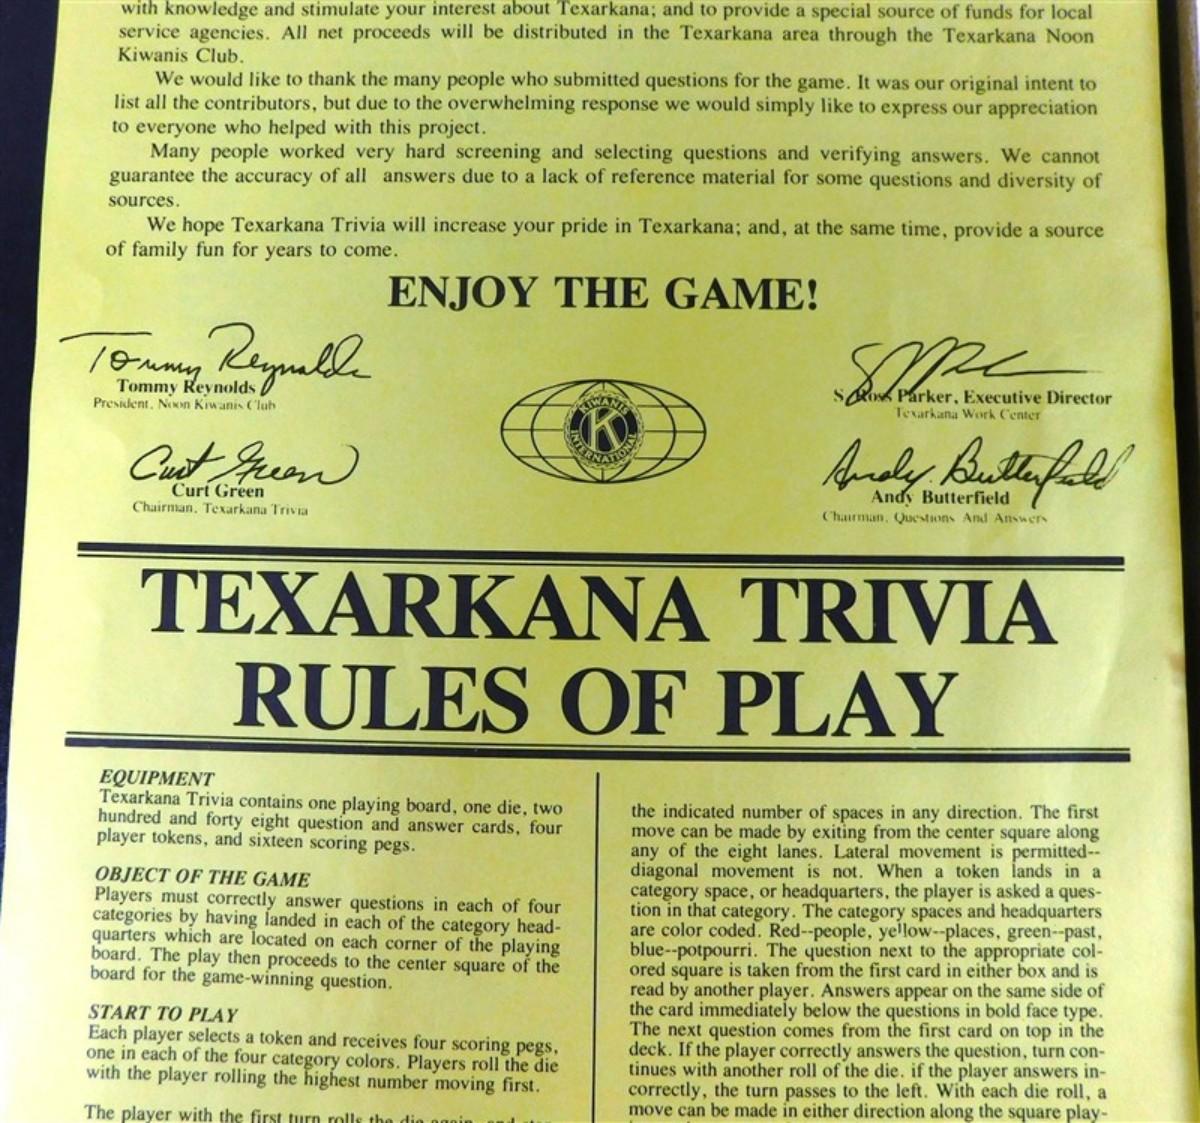 with knowledge and stimulate your interest about Texarkana; and to provide a special source of funds for local
service agencies. All net proceeds will be distributed in the Texarkana area through the Texarkana Noon
Kiwanis Club.
We would like to thank the many people who submitted questions for the game. It was our original intent to
list all the contributors, but due to the overwhelming response we would simply like to express our appreciation
to everyone who helped with this project.
Many people worked very hard screening and selecting questions and verifying answers. We cannot
guarantee the accuracy of all answers due to a lack of reference material for some questions and diversity of
sources.
We hope Texarkana Trivia will increase your pride in Texarkana; and, at the same time, provide a source
of family fun for years to come.
ENJOY THE GAME!
Tommy Reynolds
Tommy Reynolds
President, Noon Kiwanis Club
Curt Green
Curt Green
Chairman, Texarkana Trivia
KIWANIS
K
INTERNATIONAL
S. Ross Parker, Executive Director
Texarkana Work Center
Andy Butterfield
Andy Butterfield
Chairman, Questions And Answers
TEXARKANA TRIVIA
RULES OF PLAY
EQUIPMENT
Texarkana Trivia contains one playing board, one die, two
hundred and forty eight question and answer cards, four
player tokens, and sixteen scoring pegs.
OBJECT OF THE GAME
Players must correctly answer questions in each of four
categories by having landed in each of the category head-
quarters which are located on each corner of the playing
board. The play then proceeds to the center square of the
board for the game-winning question.
START TO PLAY
Each player selects a token and receives four scoring pegs,
one in each of the four category colors. Players roll the die
with the player rolling the highest number moving first.
The player with the first turn rolls the die again, and
the indicated number of spaces in any direction. The first
move can be made by exiting from the center square along
any of the eight lanes. Lateral movement is permitted--
diagonal movement is not. When a token lands in a
category space, or headquarters, the player is asked a ques-
tion in that category. The category spaces and headquarters
are color coded. Red--people, yellow--places, green--past,
blue--potpourri. The question next to the appropriate col-
ored square is taken from the first card in either box and is
read by another player. Answers appear on the same side of
the card immediately below the questions in bold face type.
The next question comes from the first card on top in the
deck. If the player correctly answers the question, turn con-
tinues with another roll of the die. if the player answers in-
correctly, the turn passes to the left. With each die roll, a
move can be made in either direction along the square play-